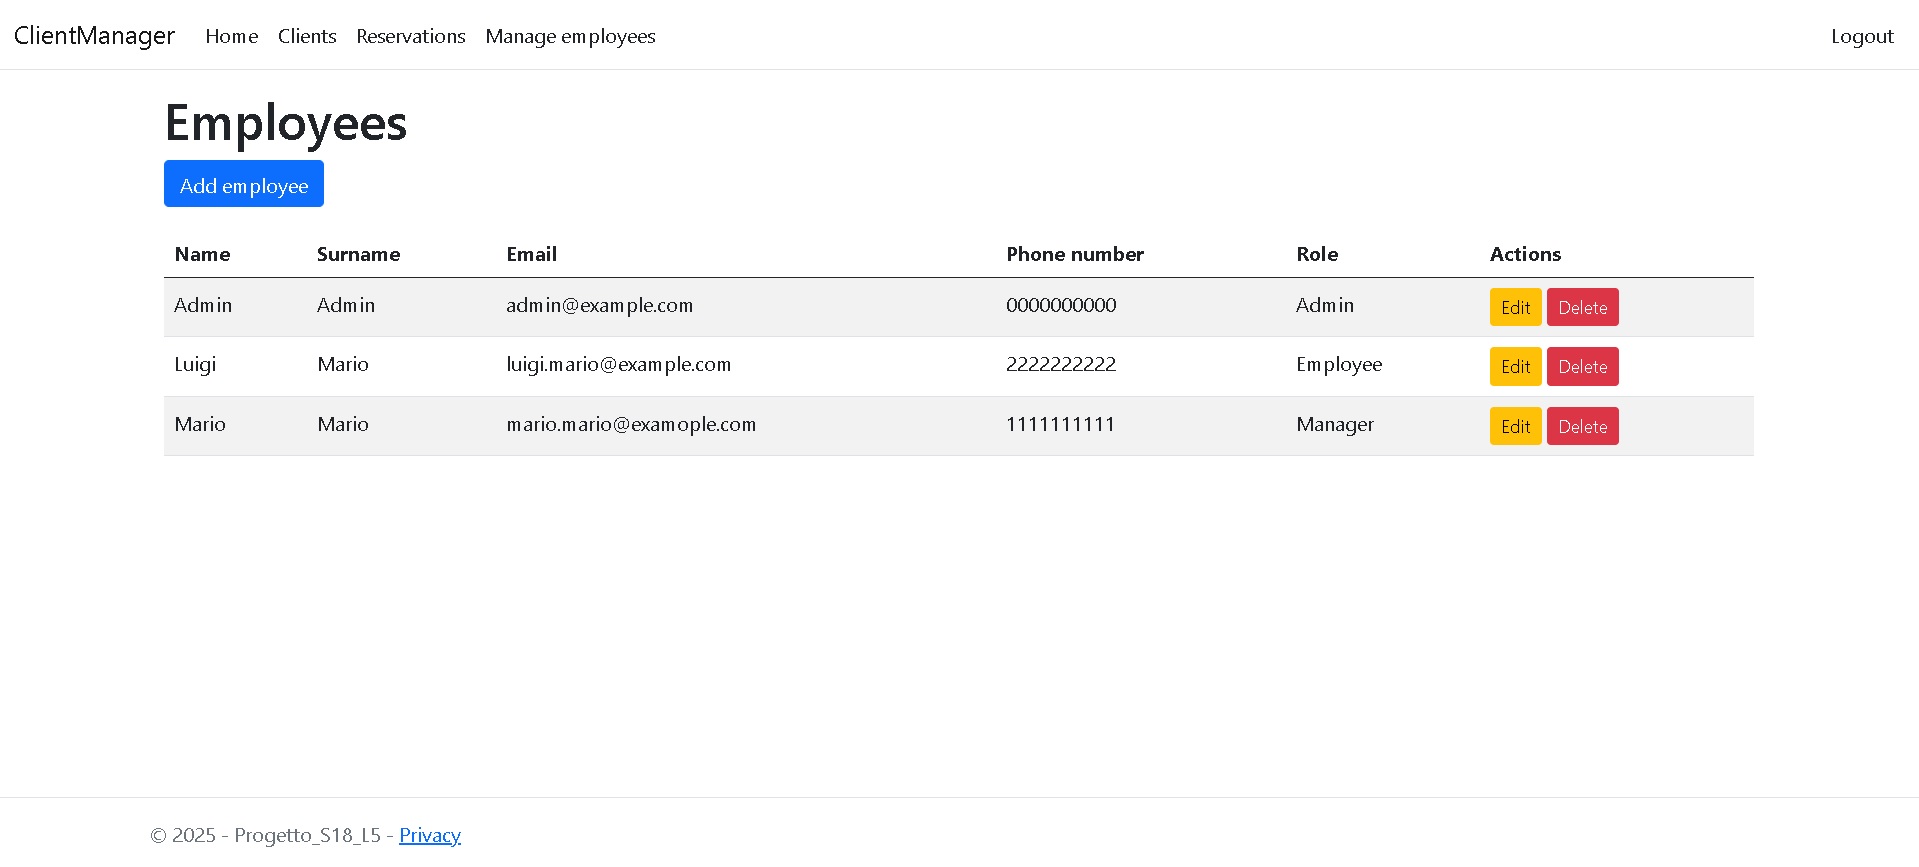 ClientManager Home Clients Reservations Manage employees Logout
Employees
Add employee
Name Surname Email Phone number Role Actions
Admin Admin admin@example.com 0000000000 Admin Edit Delete
Luigi Mario luigi.mario@example.com 2222222222 Employee Edit Delete
Mario Mario mario.mario@examople.com 1111111111 Manager Edit Delete
© 2025 - Progetto_S18_L5 - Privacy